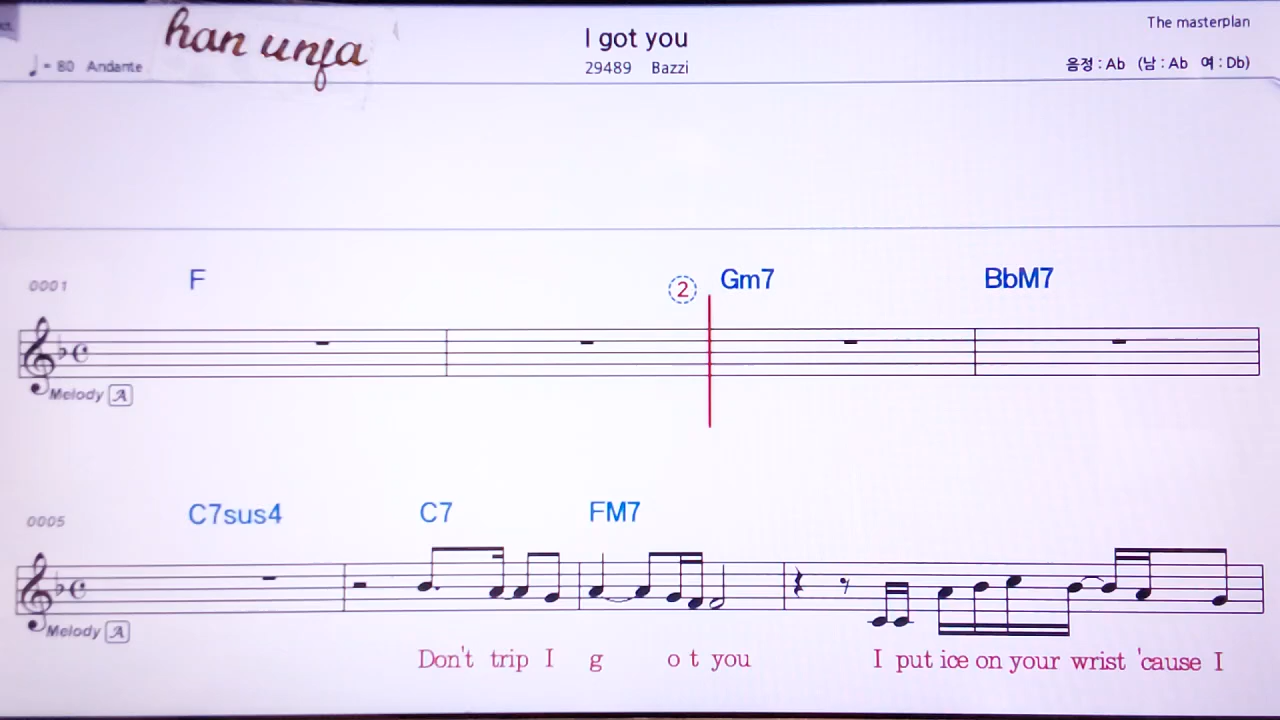 han unfa
I got you
The masterplan
♩= 80 Andante
29489 Bazzi
음정 : Ab (남 : Ab 여 : Db)
0001
F
2
Gm7
BbM7
Melody A
0005
C7sus4
C7
FM7
Melody A
Don't trip I g o t you I put ice on your wrist 'cause I